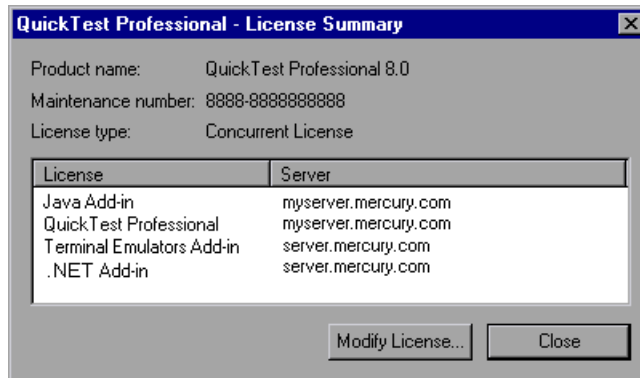 QuickTest Professional - License Summary
Product name: QuickTest Professional 8.0
Maintenance number: 8888-8888888888
License type: Concurrent License
License Server
Java Add-in myserver.mercury.com
QuickTest Professional myserver.mercury.com
Terminal Emulators Add-in server.mercury.com
.NET Add-in server.mercury.com
Modify License... Close